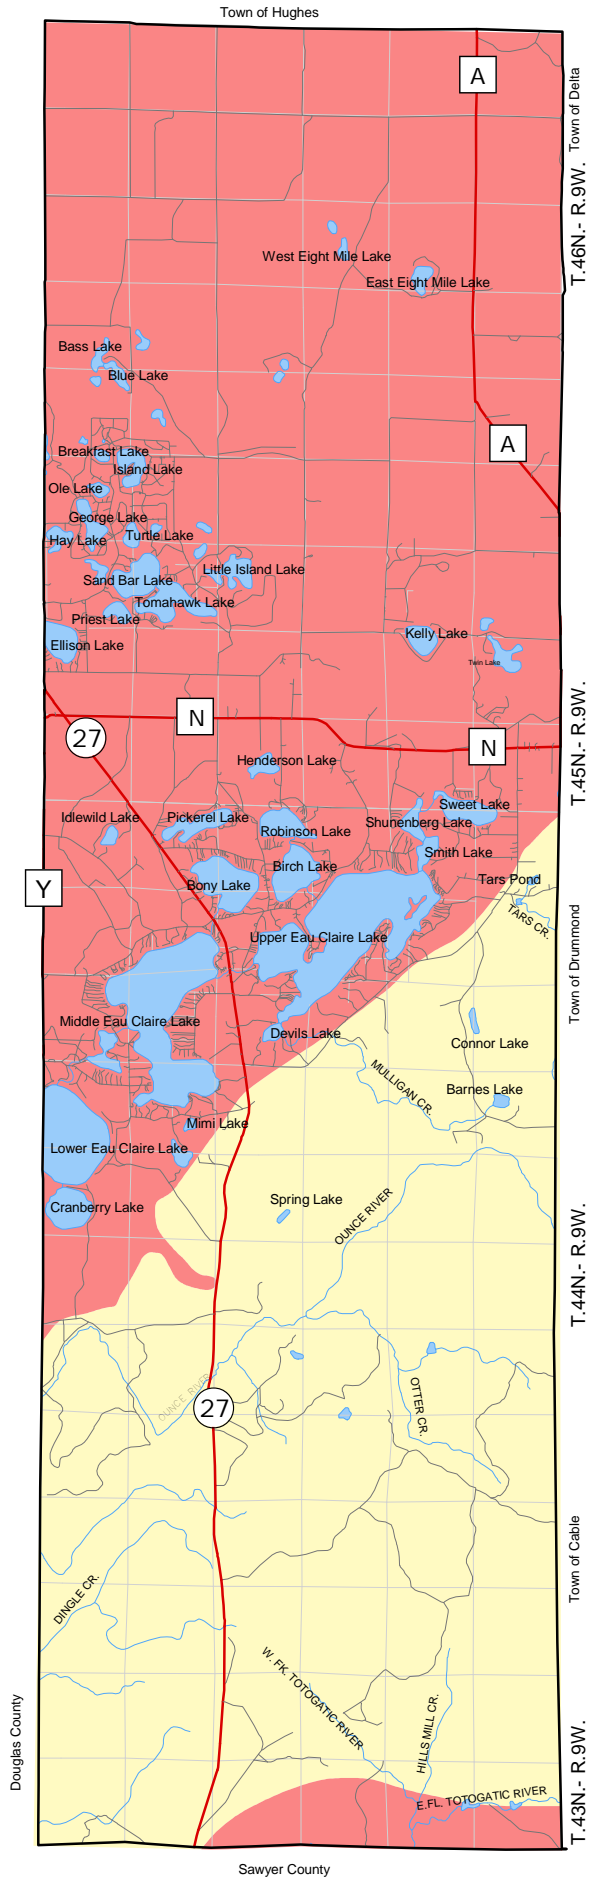 Town of Hughes
A
Town of Delta
T.46N.- R.9W.
West Eight Mile Lake
East Eight Mile Lake
Bass Lake
Blue Lake
A
Breakfast Lake
Island Lake
Ole Lake
George Lake
Hay Lake
Turtle Lake
Little Island Lake
Sand Bar Lake
Tomahawk Lake
Priest Lake
Kelly Lake
Ellison Lake
Twin Lake
T.45N.- R.9W.
N
27
N
Henderson Lake
Sweet Lake
Idlewild Lake
Pickerel Lake
Shunenberg Lake
Robinson Lake
Smith Lake
Birch Lake
Tars Pond
Bony Lake
Y
TARS CR.
Town of Drummond
Upper Eau Claire Lake
Middle Eau Claire Lake
Devils Lake
Connor Lake
MULLIGAN CR.
Barnes Lake
Mimi Lake
Lower Eau Claire Lake
Spring Lake
Cranberry Lake
OUNCE RIVER
T.44N.- R.9W.
OUNCE RIVER
27
OTTER CR.
Town of Cable
DINGLE CR.
W. FK. TOTOGATIC RIVER
HILLS MILL CR.
Douglas County
E.FL. TOTOGATIC RIVER
T.43N.- R.9W.
Sawyer County